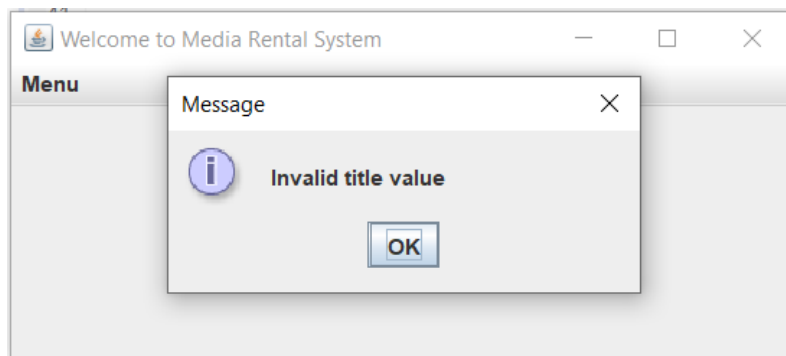 Welcome to Media Rental System
Menu
Message
i
Invalid title value
OK